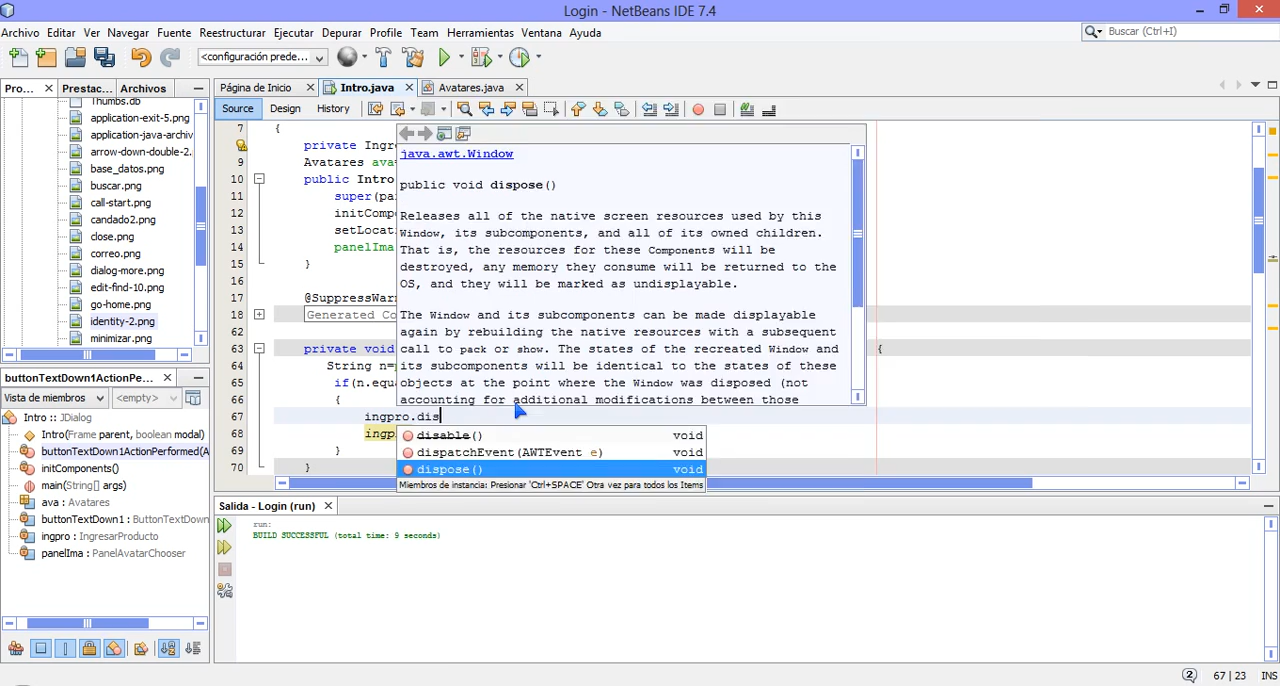 Login - NetBeans IDE 7.4
Archivo Editar Ver Navegar Fuente Reestructurar Ejecutar Depurar Profile Team Herramientas Ventana Ayuda
Buscar (Ctrl+I)
<configuración prede...
Pro... Prestac... Archivos
Página de Inicio Intro.java Avatares.java
Source Design History
Thumbs.db
application-exit-5.png
application-java-archiv
arrow-down-double-2.
base_datos.png
buscar.png
call-start.png
candado2.png
close.png
correo.png
dialog-more.png
edit-find-10.png
go-home.png
identity-2.png
minimizar.png
7 {
private Ingr
9 Avatares ava
10 public Intro
11 super(pa
12 initComp
13 setLocat
14 panelIma
15 }
16
17 @SuppressWar
18 Generated Co
62
63 private void {
64 String n=p
65 if(n.equa
66 {
67 ingpro.dis
68 ingp
69 }
70 }
java.awt.Window
public void dispose()
Releases all of the native screen resources used by this
Window, its subcomponents, and all of its owned children.
That is, the resources for these Components will be
destroyed, any memory they consume will be returned to the
OS, and they will be marked as undisplayable.
The Window and its subcomponents can be made displayable
again by rebuilding the native resources with a subsequent
call to pack or show. The states of the recreated Window and
its subcomponents will be identical to the states of these
objects at the point where the Window was disposed (not
accounting for additional modifications between those
disable() void
dispatchEvent(AWTEvent e) void
dispose() void
Miembros de instancia: Presionar 'Ctrl+SPACE' Otra vez para todos los Items
buttonTextDown1ActionPe...
Vista de miembros <empty>
Intro :: JDialog
Intro(Frame parent, boolean modal)
buttonTextDown1ActionPerformed(A
initComponents()
main(String[] args)
ava : Avatares
buttonTextDown1 : ButtonTextDown
ingpro : IngresarProducto
panelIma : PanelAvatarChooser
Salida - Login (run)
run:
BUILD SUCCESSFUL (total time: 9 seconds)
2 67 | 23 INS